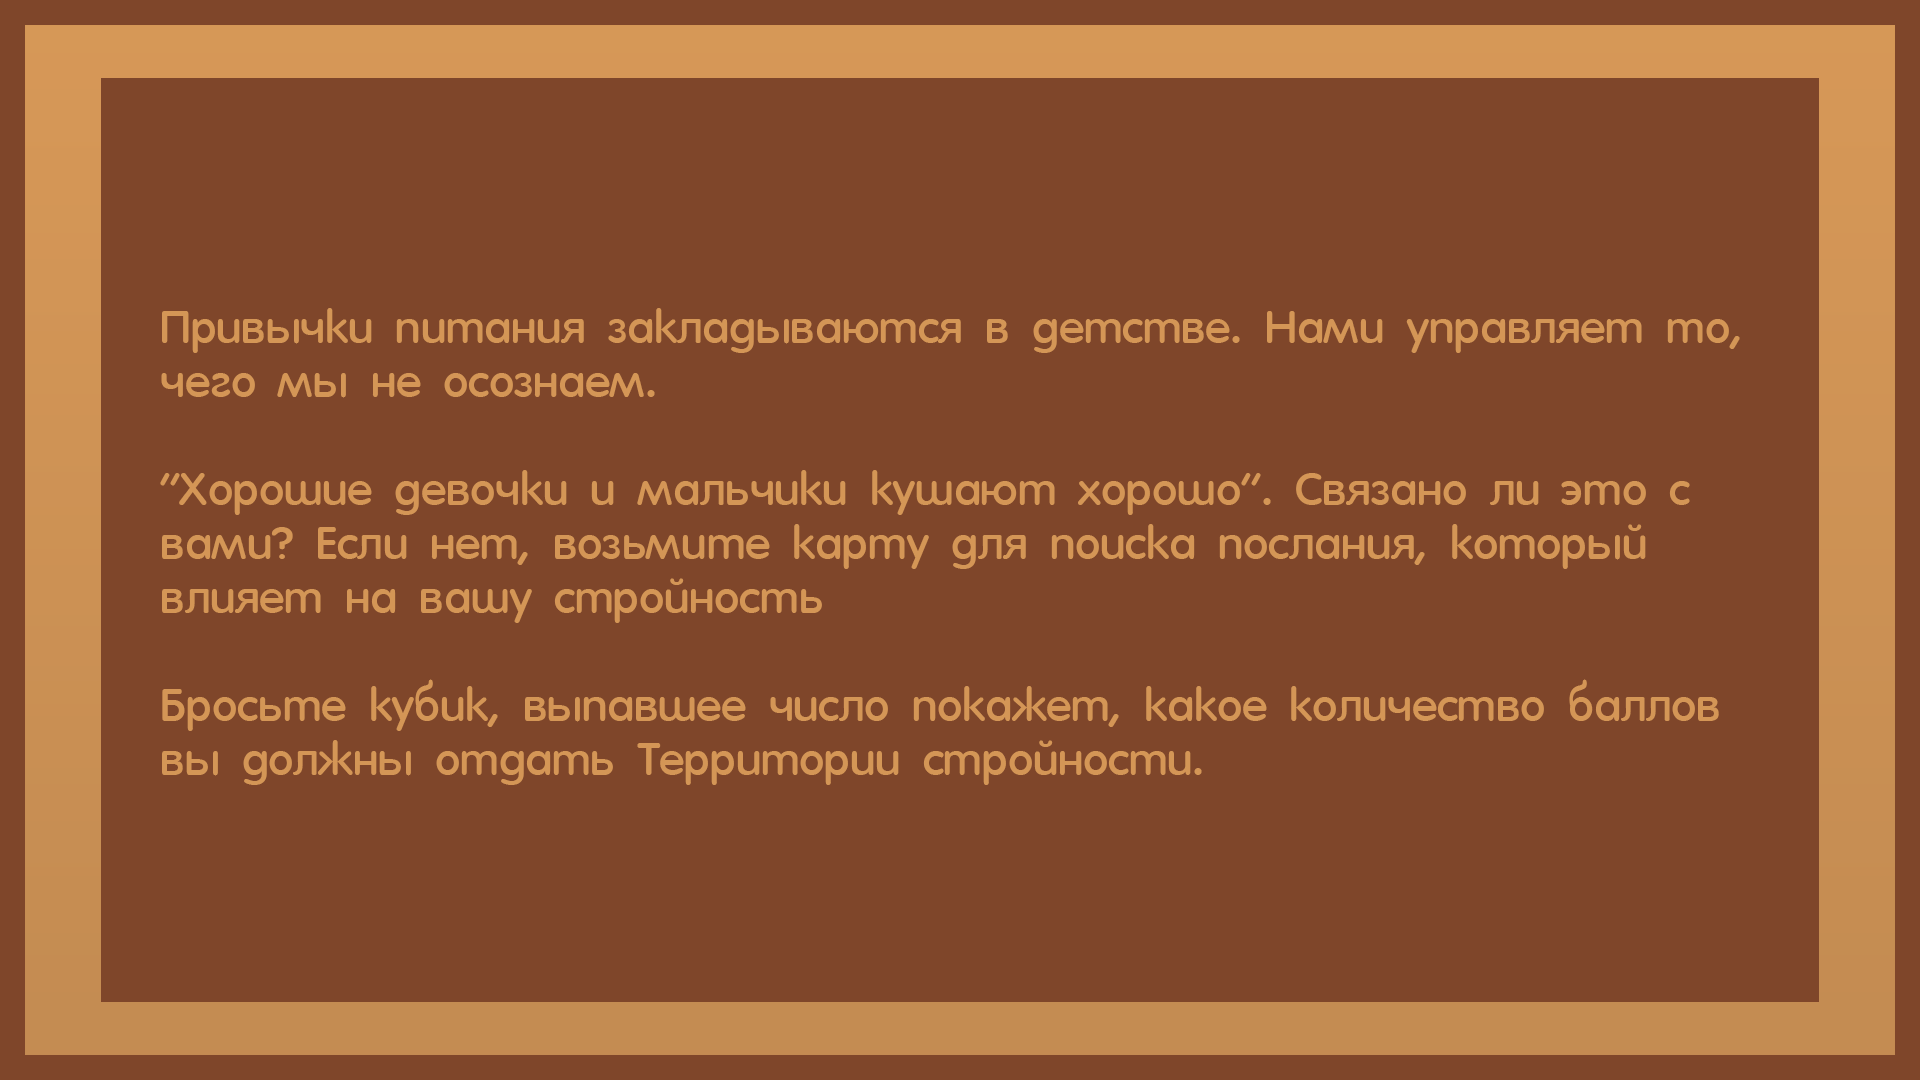 Привычки питания закладываются в детстве. Нами управляет то,
чего мы не осознаем.
"Хорошие девочки и мальчики кушают хорошо". Связано ли это с
вами? Если нет, возьмите карту для поиска послания, который
влияет на вашу стройность
Бросьте кубик, выпавшее число покажет, какое количество баллов
вы должны отдать Территории стройности.